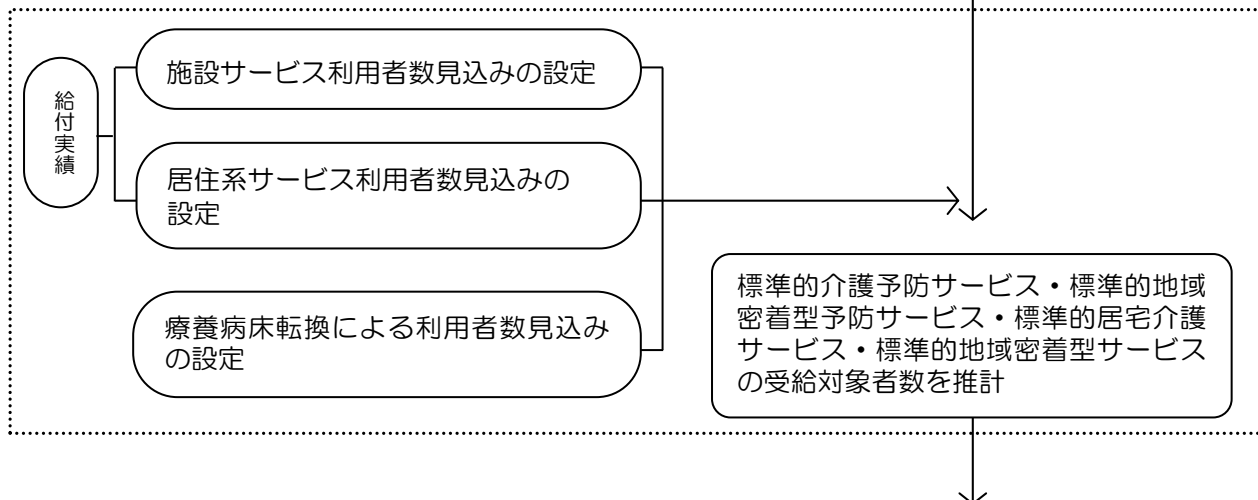 給付実績
施設サービス利用者数見込みの設定
居住系サービス利用者数見込みの
設定
療養病床転換による利用者数見込み
の設定
標準的介護予防サービス・標準的地域
密着型予防サービス・標準的居宅介護
サービス・標準的地域密着型サービス
の受給対象者数を推計